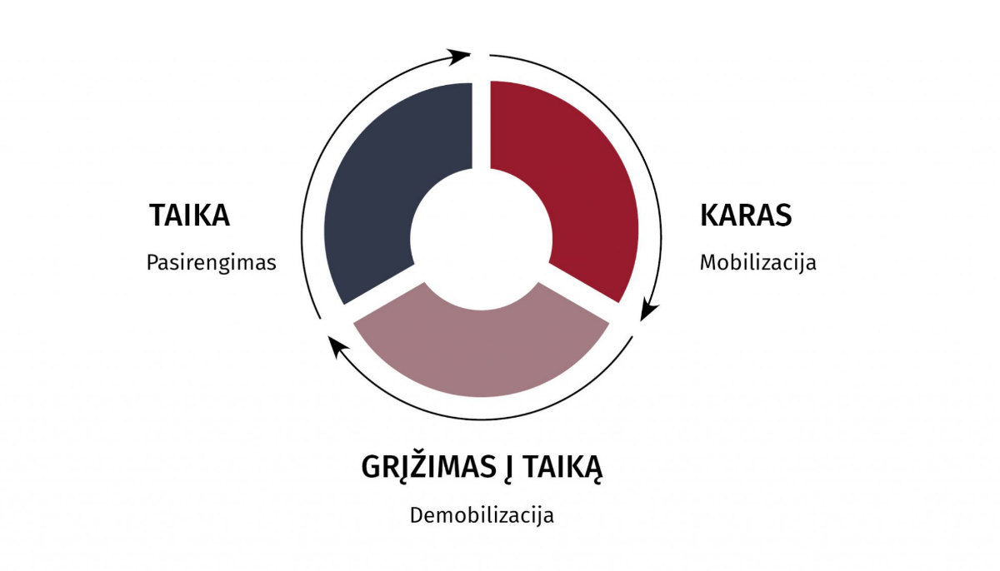 TAIKA
Pasirengimas
KARAS
Mobilizacija
GRĮŽIMAS Į TAIKĄ
Demobilizacija